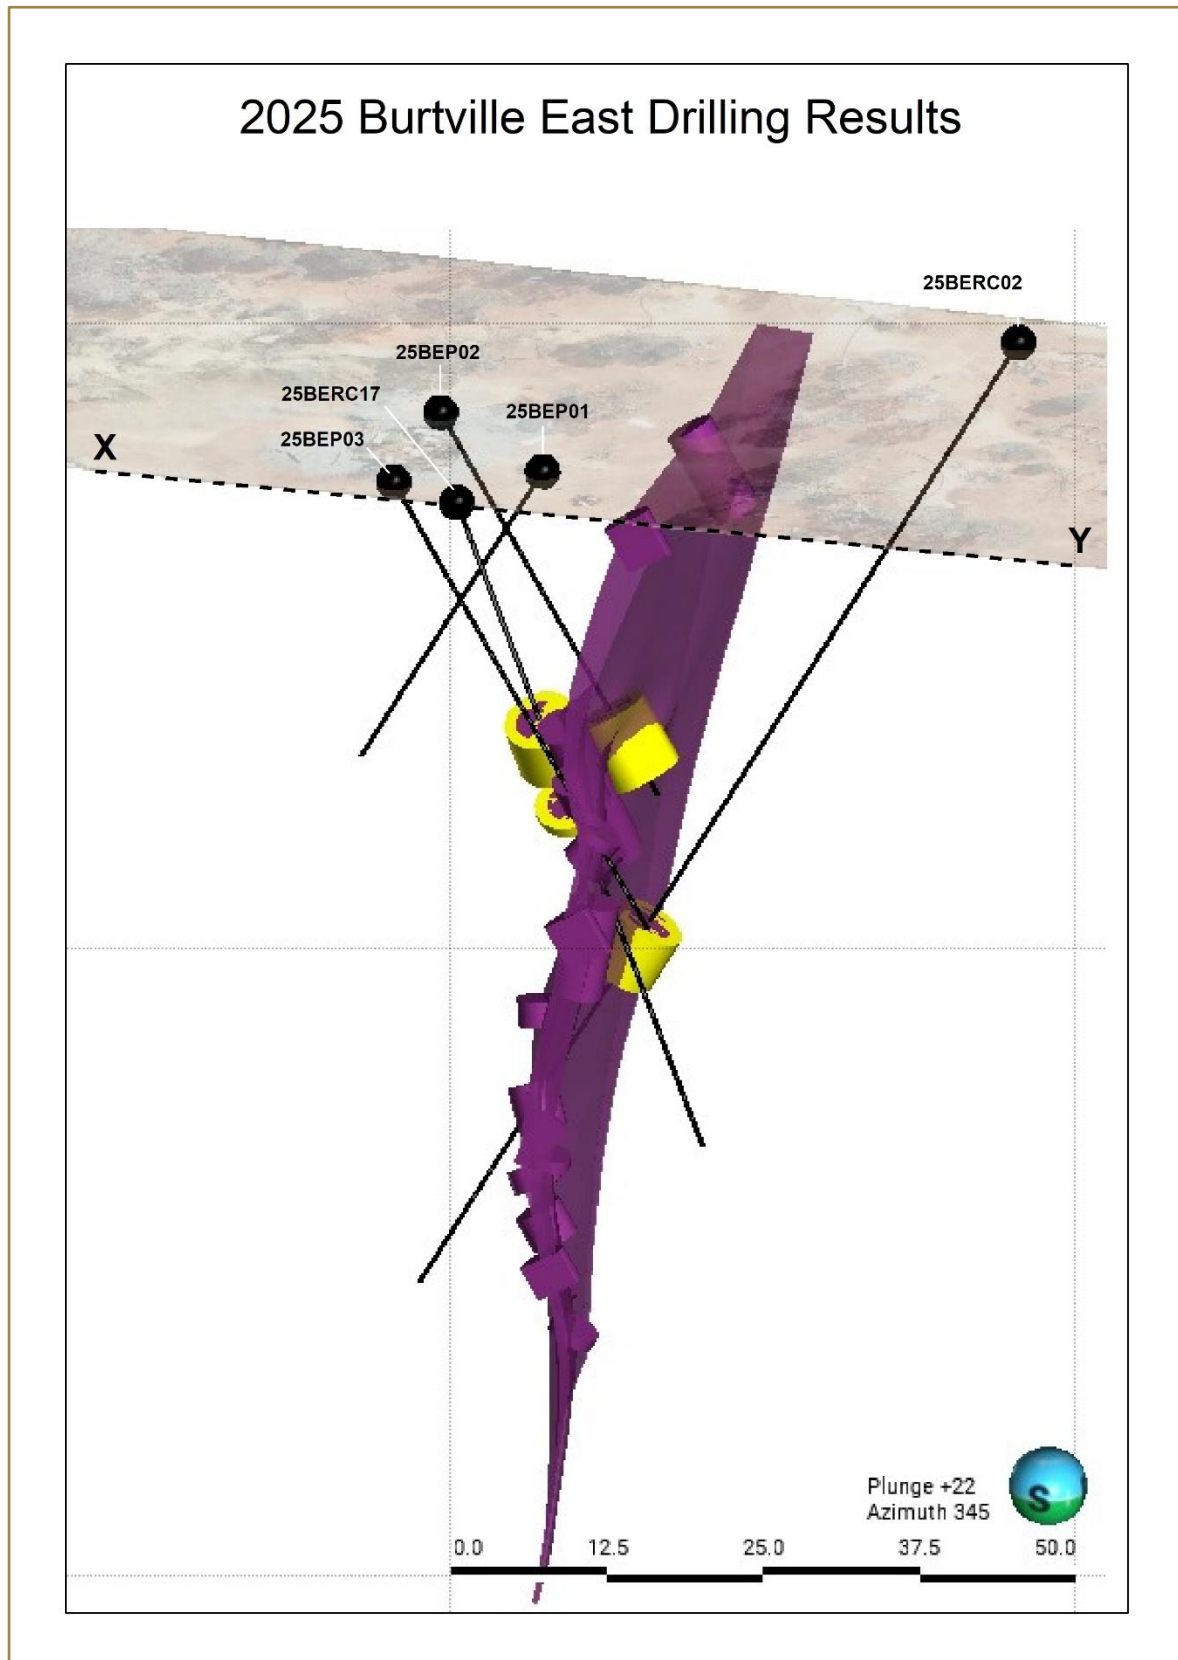 2025 Burtville East Drilling Results
25BERC02
25BEP02
25BERC17
25BEP01
25BEP03
X
Y
Plunge +22
Azimuth 345
S
0.0 12.5 25.0 37.5 50.0